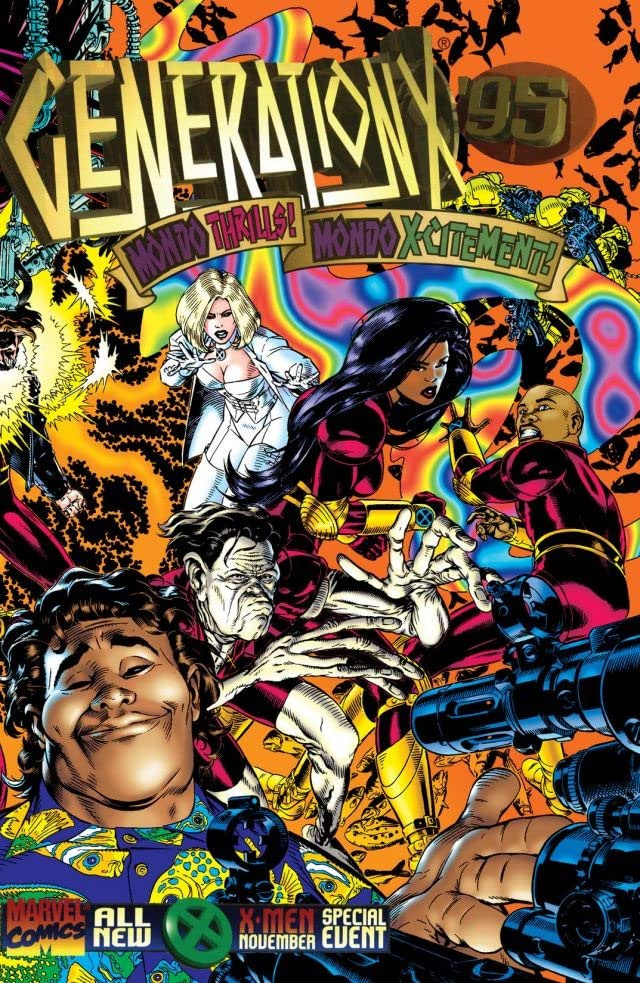 GENERATION X ®
'95
MONDO THRILLS! MONDO X-CITEMENT!
MARVEL COMICS
ALL NEW
X-MEN NOVEMBER
SPECIAL EVENT